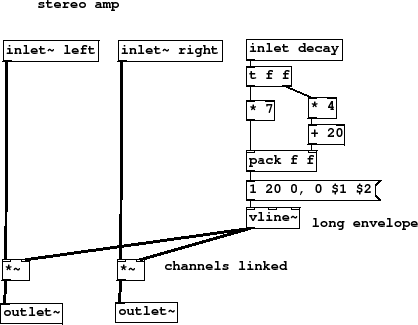 stereo amp
inlet~ left
inlet~ right
inlet decay
t f f
* 7
* 4
+ 20
pack f f
1 20 0, 0 $1 $2
vline~
long envelope
*~
*~
channels linked
outlet~
outlet~